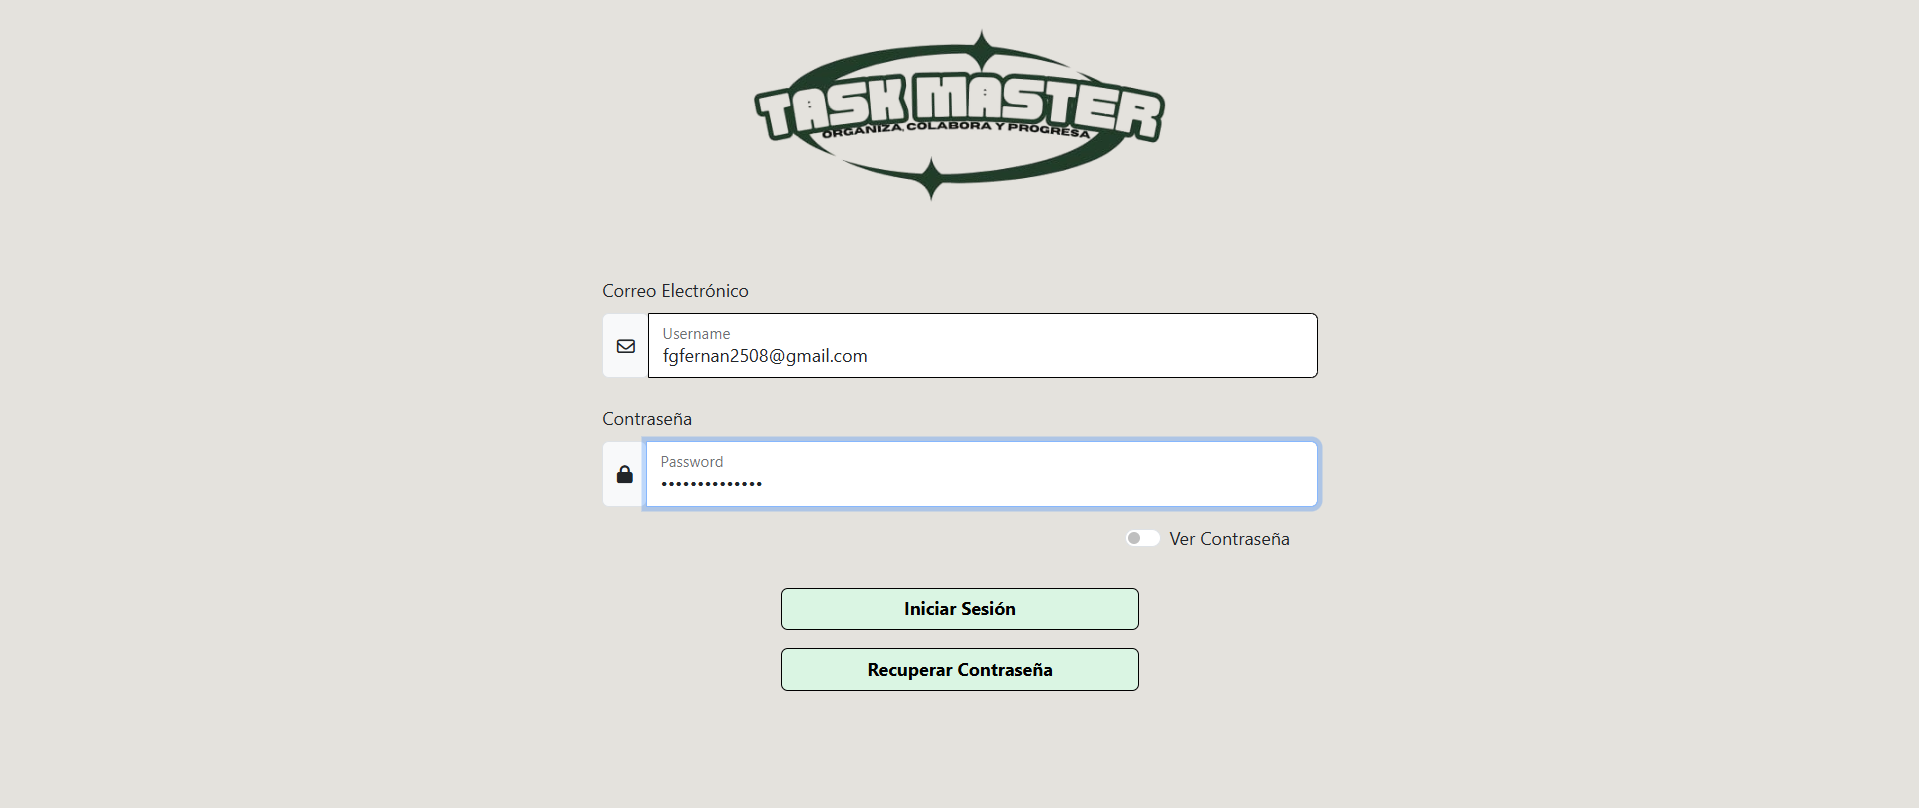 TASK MASTER
ORGANIZA, COLABORA Y PROGRESA
Correo Electrónico
Username
fgfernan2508@gmail.com
Contraseña
Password
••••••••••••••
Ver Contraseña
Iniciar Sesión
Recuperar Contraseña